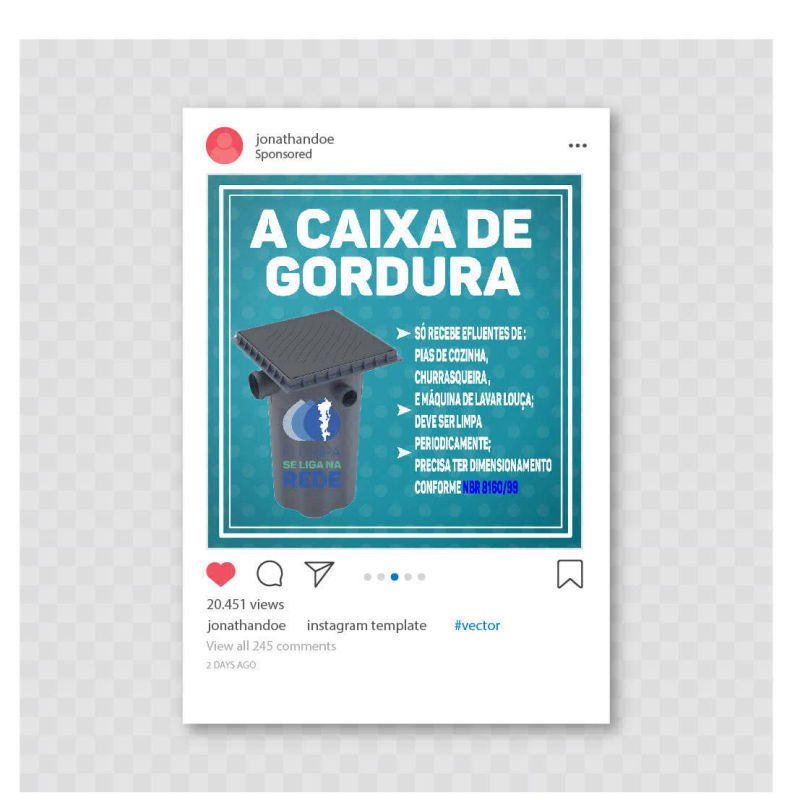 jonathandoe
Sponsored
A CAIXA DE
GORDURA
SÓ RECEBE EFLUENTES DE :
PIAS DE COZINHA,
CHURRASQUEIRA ,
E MÁQUINA DE LAVAR LOUÇA;
DEVE SER LIMPA
PERIODICAMENTE;
PRECISA TER DIMENSIONAMENTO
CONFORME NBR 8160/99
FLORIPA
SE LIGA NA
REDE
20.451 views
jonathandoe instagram template #vector
View all 245 comments
2 DAYS AGO